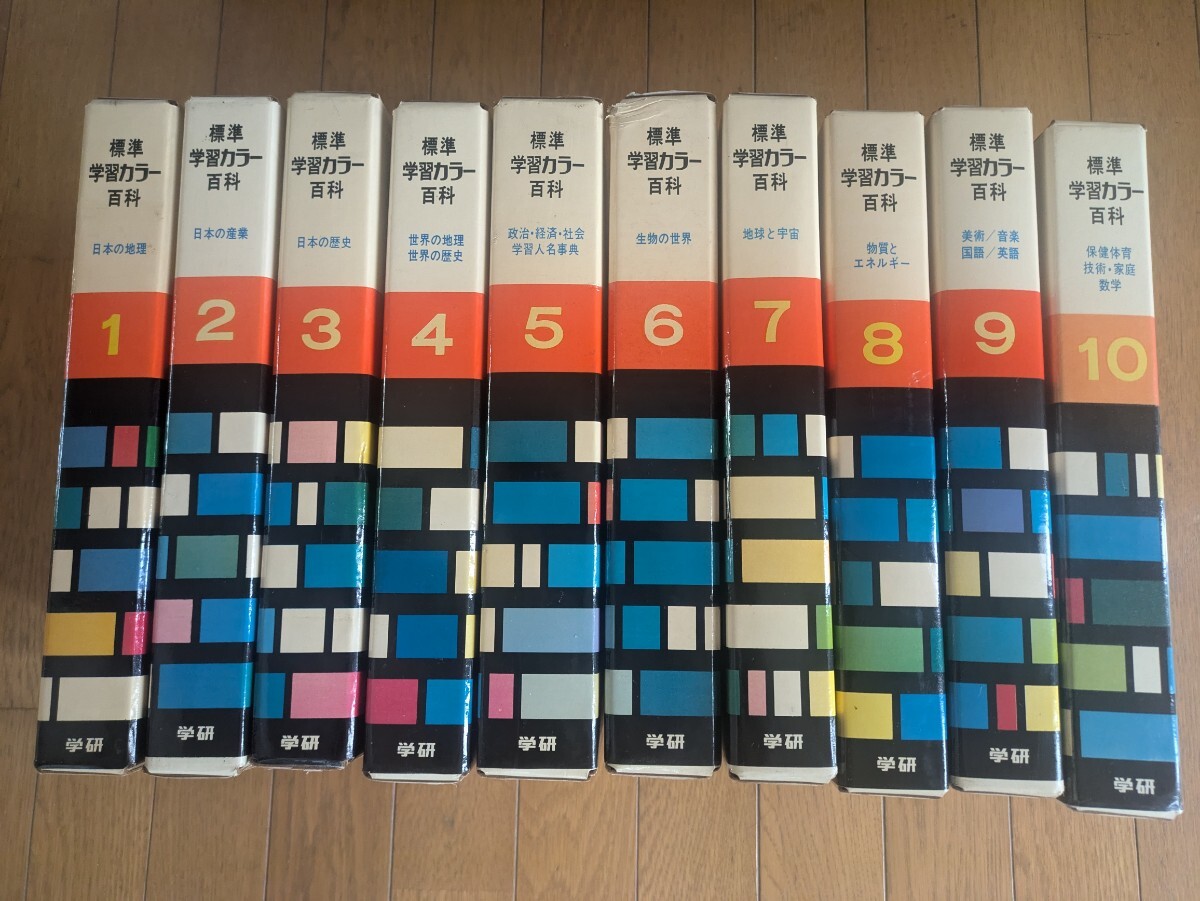 標準
学習カラー
百科
日本の地理
1
学研
標準
学習カラー
百科
日本の産業
2
学研
標準
学習カラー
百科
日本の歴史
3
学研
標準
学習カラー
百科
世界の地理
世界の歴史
4
学研
標準
学習カラー
百科
政治・経済・社会
学習人名事典
5
学研
標準
学習カラー
百科
生物の世界
6
学研
標準
学習カラー
百科
地球と宇宙
7
学研
標準
学習カラー
百科
物質と
エネルギー
8
学研
標準
学習カラー
百科
美術/音楽
国語/英語
9
学研
標準
学習カラー
百科
保健体育
技術・家庭
数学
10
学研